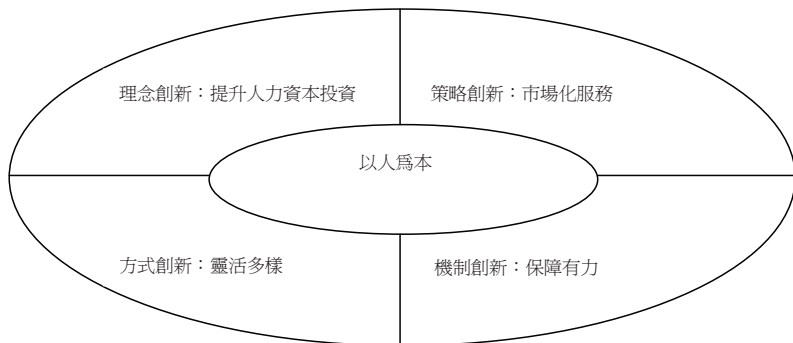 理念創新：提升人力資本投資
策略創新：市場化服務
以人爲本
方式創新：靈活多樣
機制創新：保障有力